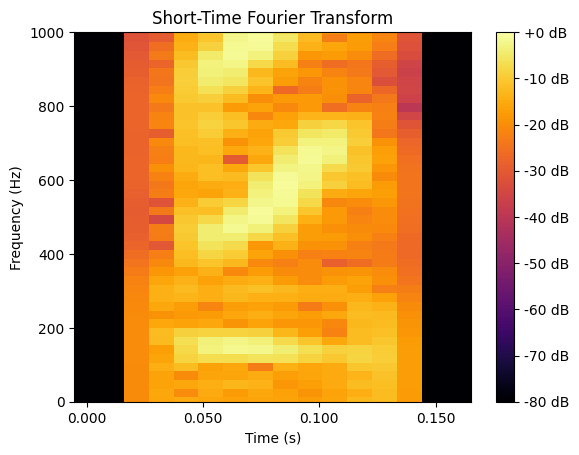 Short-Time Fourier Transform
1000
800
600
400
200
0
Frequency (Hz)
0.000
0.050
0.100
0.150
Time (s)
+0 dB
-10 dB
-20 dB
-30 dB
-40 dB
-50 dB
-60 dB
-70 dB
-80 dB